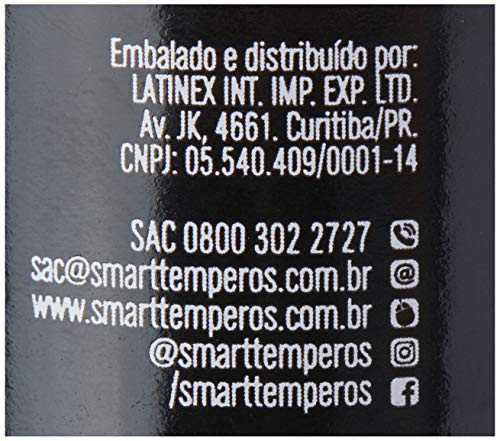 Embalado e distribuído por:
LATINEX INT. IMP. EXP. LTD.
Av. JK, 4661. Curitiba/PR.
CNPJ: 05.540.409/0001-14
SAC 0800 302 2727
sac@smarttemperos.com.br
www.smarttemperos.com.br
@smarttemperos
/smarttemperos